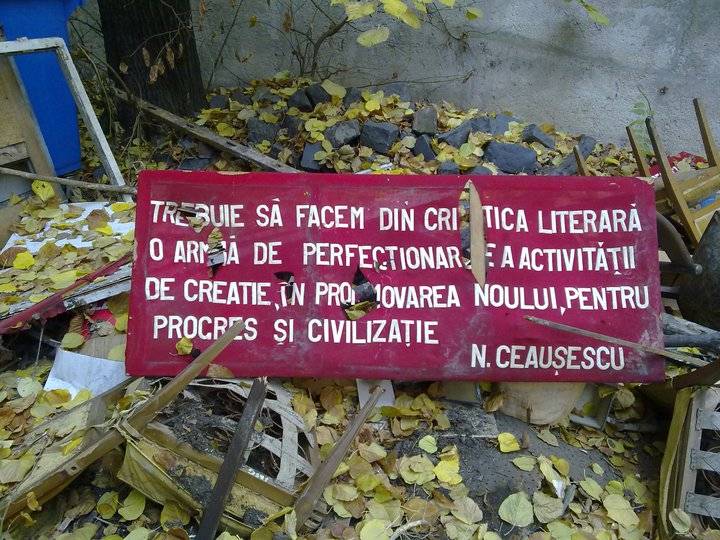 TREBUIE SĂ FACEM DIN CRITICA LITERARĂ
O ARMĂ DE PERFECȚIONARE A ACTIVITĂȚII
DE CREAȚIE, ÎN PROMOVAREA NOULUI, PENTRU
PROGRES ȘI CIVILIZAȚIE
N. CEAUȘESCU